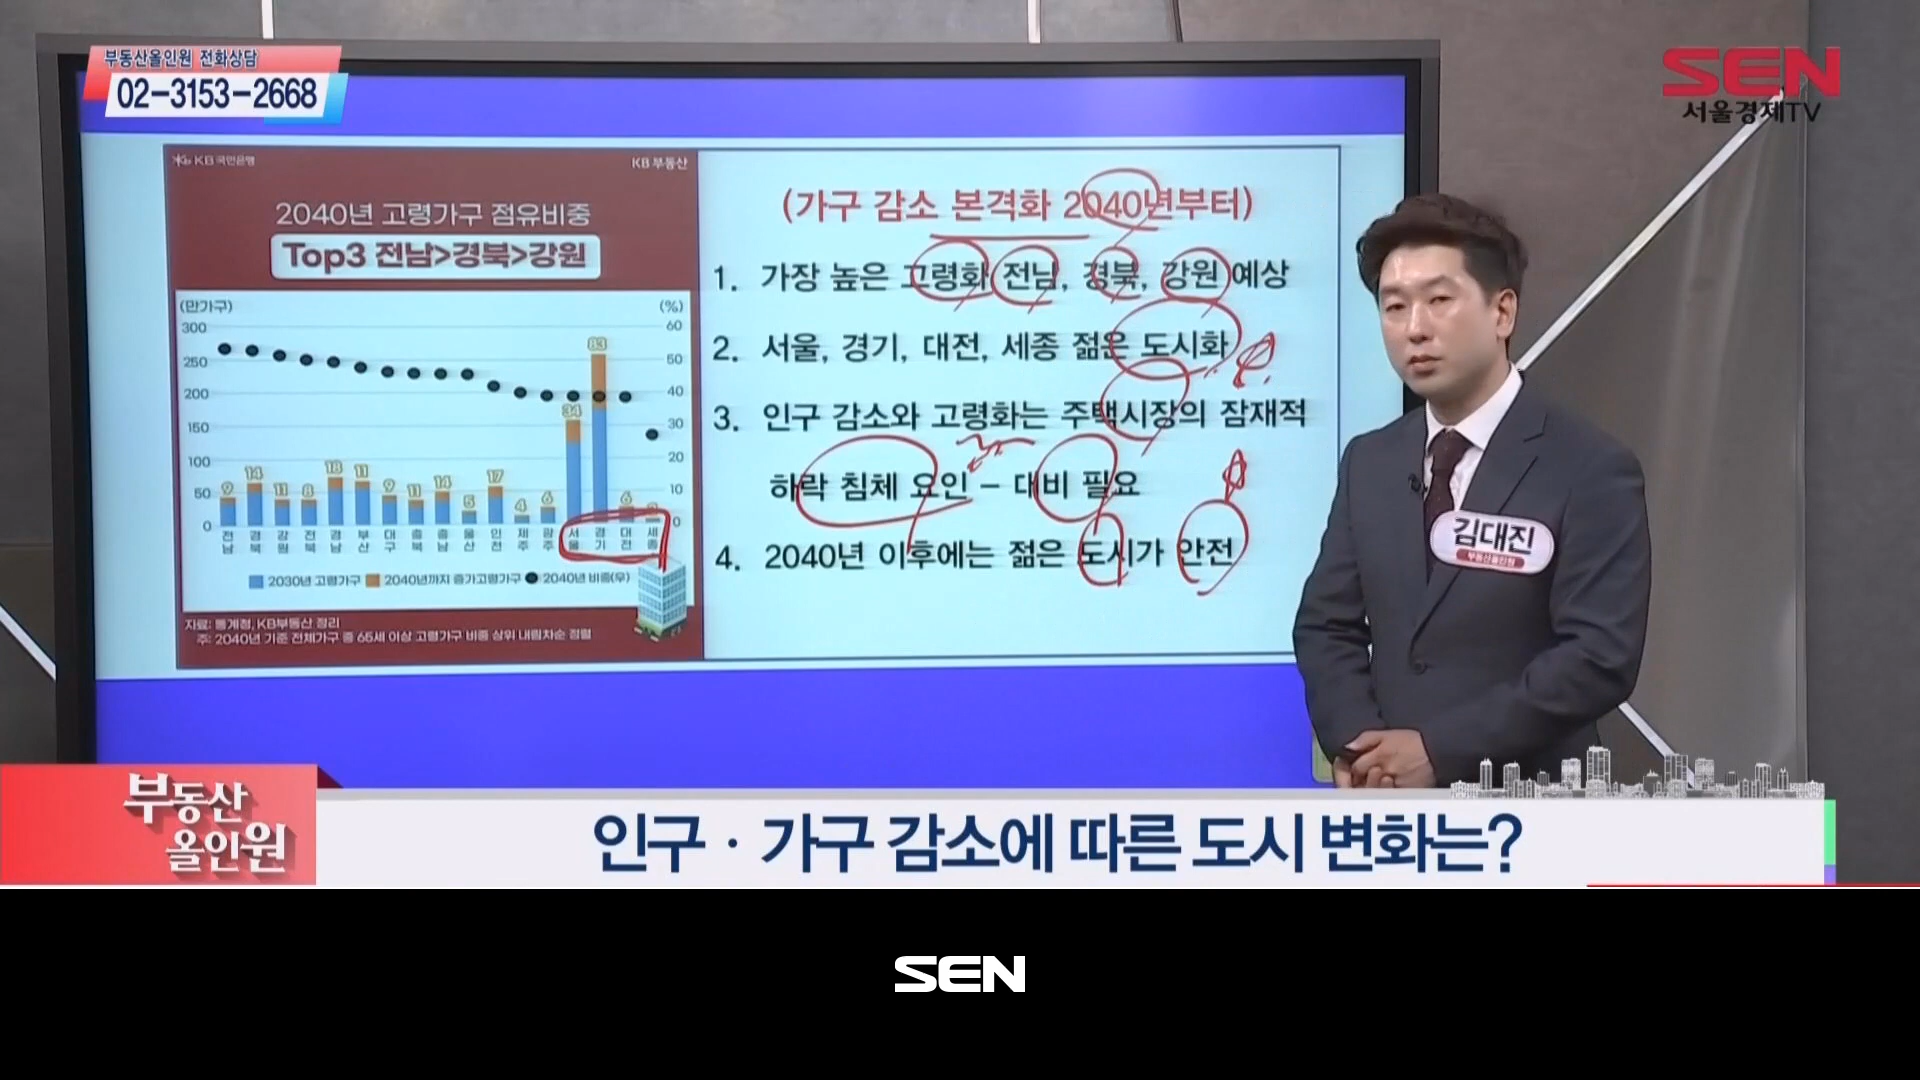 부동산올인원 전화상담
02-3153-2668
SEN
서울경제TV
KB 국민은행
KB 부동산
2040년 고령가구 점유비중
Top3 전남>경북>강원
(만가구)
(%)
300
250
200
150
100
50
0
60
50
40
30
20
10
0
9
14
11
8
18
11
9
11
14
5
17
4
6
34
83
6
전남
경북
강원
전북
경남
부산
대구
충북
충남
울산
인천
제주
광주
서울
경기
대전
세종
2030년 고령가구
2040년까지 증가고령가구
2040년 비중(우)
자료: 통계청, KB부동산 정리
주: 2040년 기준 전체가구 중 65세 이상 고령가구 비중 상위 내림차순 정렬
(가구 감소 본격화 2040년부터)
1. 가장 높은 고령화 전남, 경북, 강원 예상
2. 서울, 경기, 대전, 세종 젊은 도시화
3. 인구 감소와 고령화는 주택시장의 잠재적
하락 침체 요인 – 대비 필요
4. 2040년 이후에는 젊은 도시가 안전
김대진
부동산올인원
부동산
올인원
인구·가구 감소에 따른 도시 변화는?
SEN